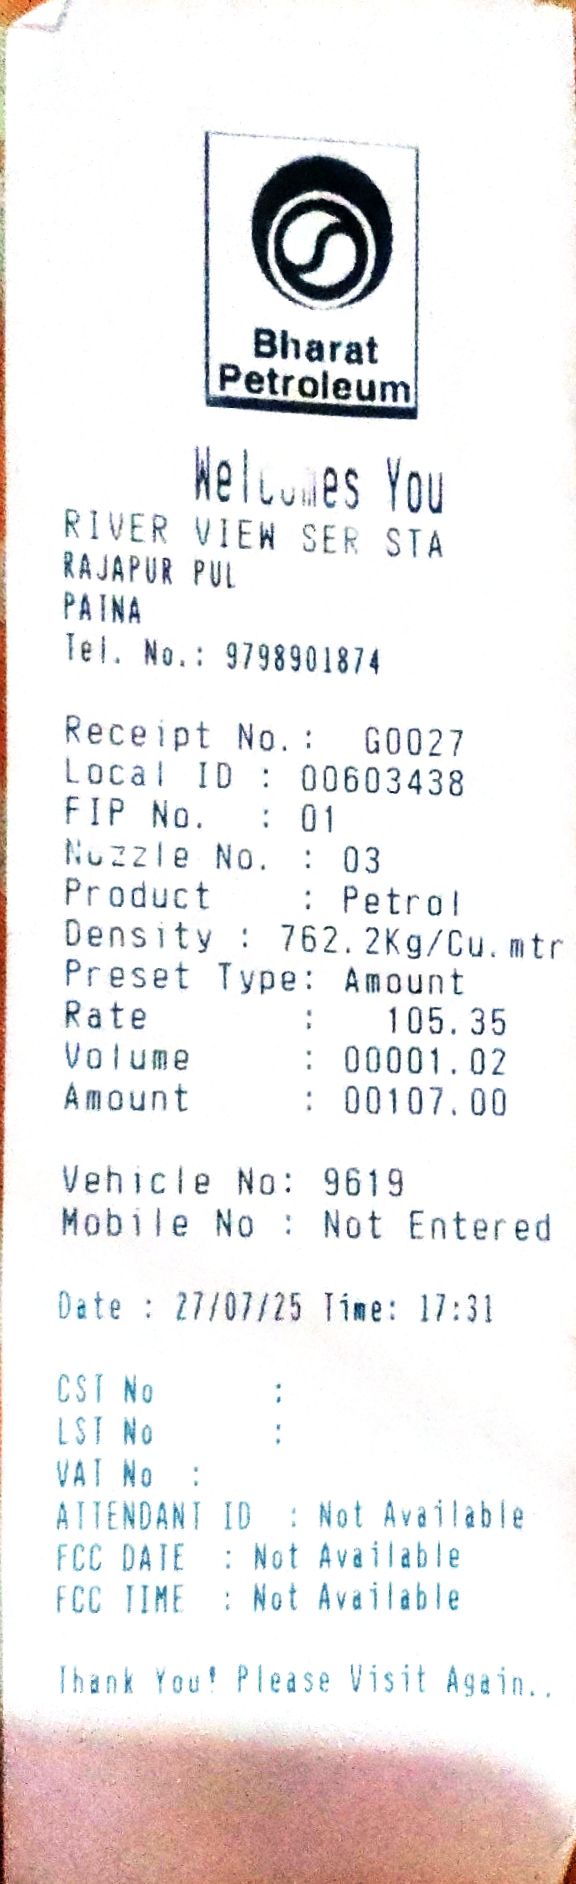 Bharat
Petroleum
Welcomes You
RIVER VIEW SER STA
RAJAPUR PUL
PATNA
Tel. No.: 9798901874
Receipt No.: G0027
Local ID : 00603438
FIP No. : 01
Nozzle No. : 03
Product : Petrol
Density : 762.2Kg/Cu.mtr
Preset Type: Amount
Rate : 105.35
Volume : 00001.02
Amount : 00107.00
Vehicle No: 9619
Mobile No : Not Entered
Date : 27/07/25 Time: 17:31
CST No :
LST No :
VAT No :
ATTENDANT ID : Not Available
FCC DATE : Not Available
FCC TIME : Not Available
Thank You! Please Visit Again..